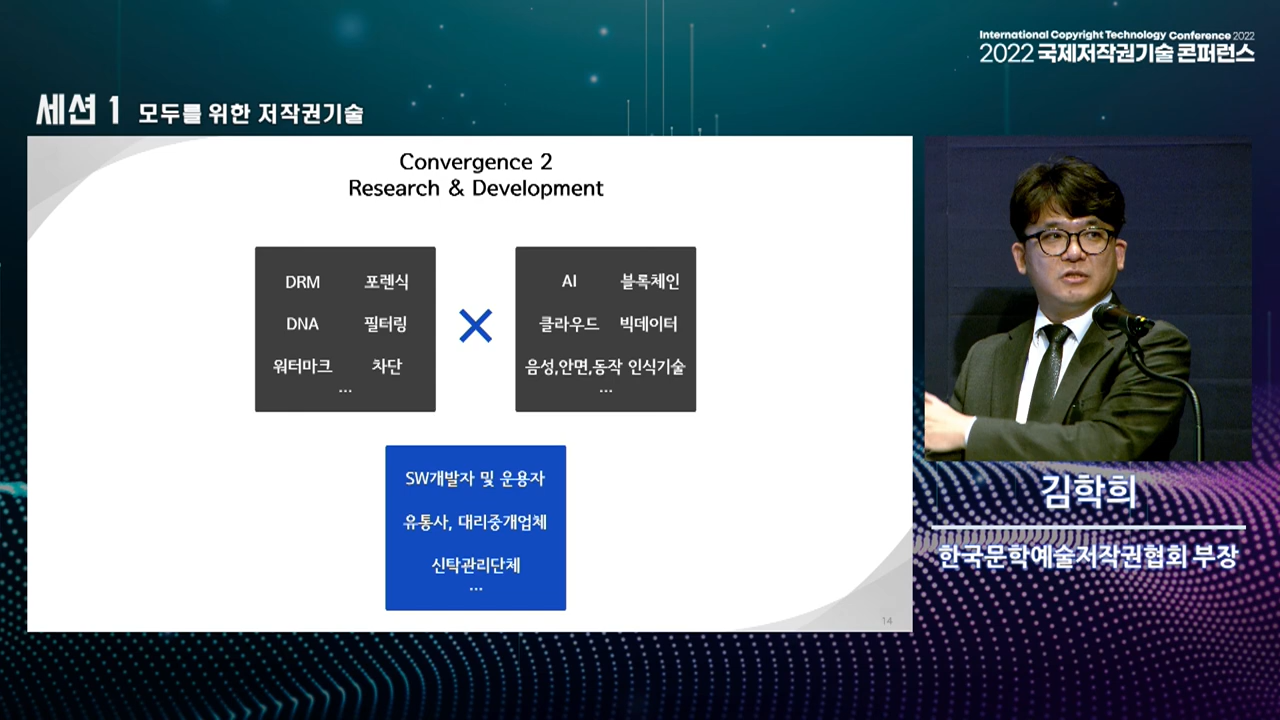 International Copyright Technology Conference 2022
2022 국제저작권기술 콘퍼런스
세션 1 모두를 위한 저작권기술
Convergence 2
Research & Development
DRM 포렌식
DNA 필터링
워터마크 차단
...
AI 블록체인
클라우드 빅데이터
음성,안면,동작 인식기술
...
SW개발자 및 운용자
유통사, 대리중개업체
신탁관리단체
...
14
김학희
한국문학예술저작권협회 부장